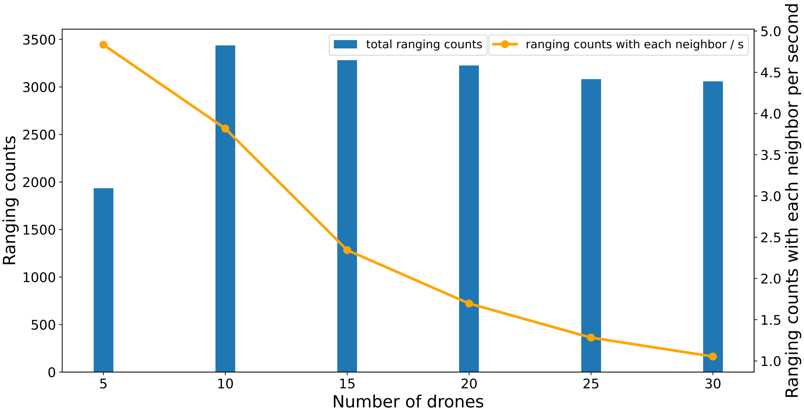 total ranging counts
ranging counts with each neighbor / s
3500
3000
2500
2000
1500
1000
500
0
Ranging counts
5.0
4.5
4.0
3.5
3.0
2.5
2.0
1.5
1.0
Ranging counts with each neighbor per second
5 10 15 20 25 30
Number of drones